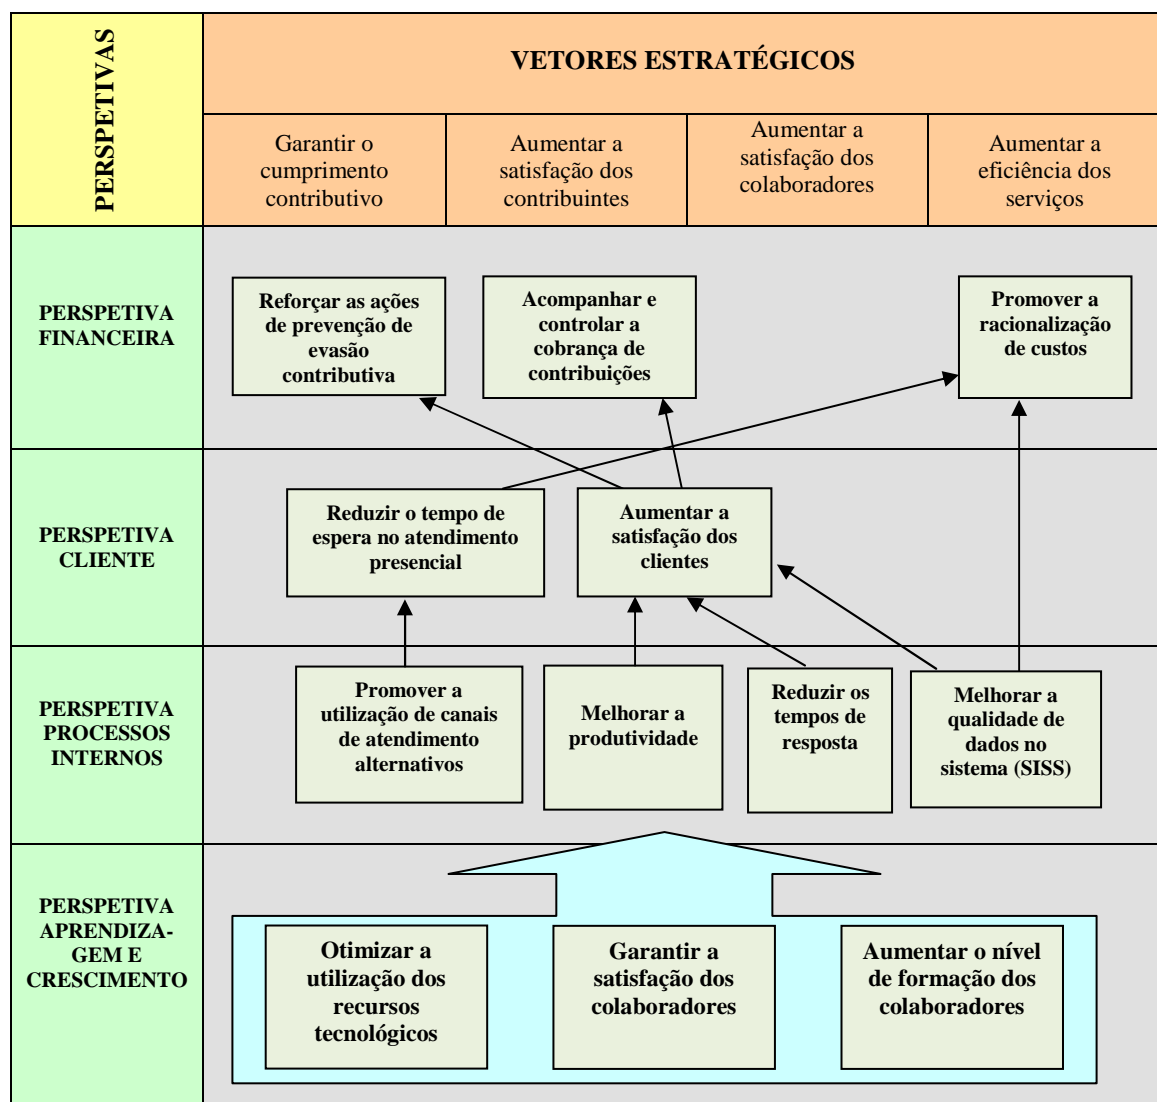 PERSPETIVAS
VETORES ESTRATÉGICOS
Garantir o
cumprimento
contributivo
Aumentar a
satisfação dos
contribuintes
Aumentar a
satisfação dos
colaboradores
Aumentar a
eficiência dos
serviços
PERSPETIVA
FINANCEIRA
Reforçar as ações
de prevenção de
evasão
contributiva
Acompanhar e
controlar a
cobrança de
contribuições
Promover a
racionalização
de custos
PERSPETIVA
CLIENTE
Reduzir o tempo de
espera no atendimento
presencial
Aumentar a
satisfação dos
clientes
PERSPETIVA
PROCESSOS
INTERNOS
Promover a
utilização de canais
de atendimento
alternativos
Melhorar a
produtividade
Reduzir os
tempos de
resposta
Melhorar a
qualidade de
dados no
sistema (SISS)
PERSPETIVA
APRENDIZA-
GEM E
CRESCIMENTO
Otimizar a
utilização dos
recursos
tecnológicos
Garantir a
satisfação dos
colaboradores
Aumentar o nível
de formação dos
colaboradores